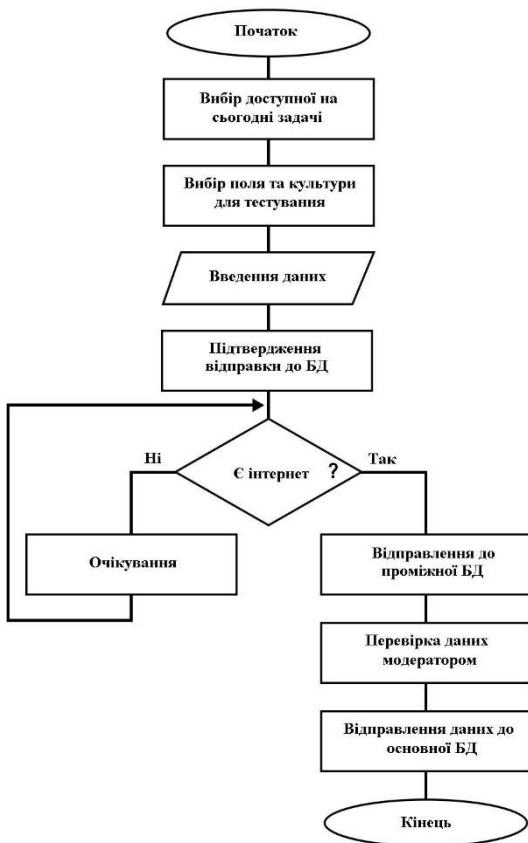 Початок
Вибір доступної на
сьогодні задачі
Вибір поля та культури
для тестування
Введення даних
Підтвердження
відправки до БД
Ні
Є інтернет ?
Так
Очікування
Відправлення до
проміжної БД
Перевірка даних
модератором
Відправлення даних до
основної БД
Кінець